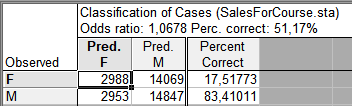 Classification of Cases (SalesForCourse.sta)
Odds ratio: 1,0678 Perc. correct: 51,17%
Observed Pred. F Pred. M Percent Correct
F 2988 14069 17,51773
M 2953 14847 83,41011